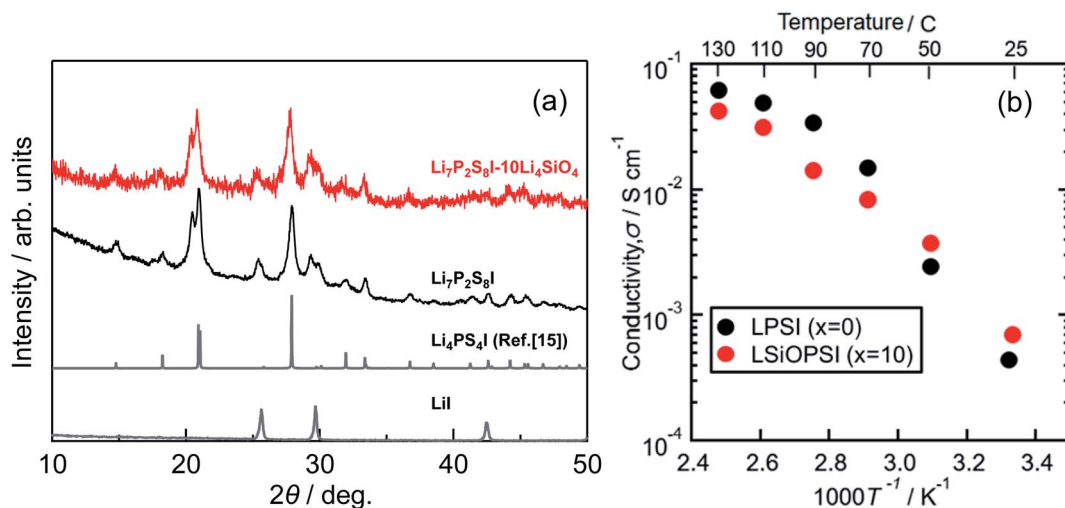 (a)
Intensity / arb. units
Li₇P₂S₈I-10Li₄SiO₄
Li₇P₂S₈I
Li₄PS₄I (Ref.[15])
LiI
10 20 30 40 50
2θ / deg.
Temperature / C
130 110 90 70 50 25
(b)
Conductivity,σ / S cm⁻¹
10⁻¹
10⁻²
10⁻³
10⁻⁴
LPSI (x=0)
LSiOPSI (x=10)
2.4 2.6 2.8 3.0 3.2 3.4
1000T⁻¹ / K⁻¹